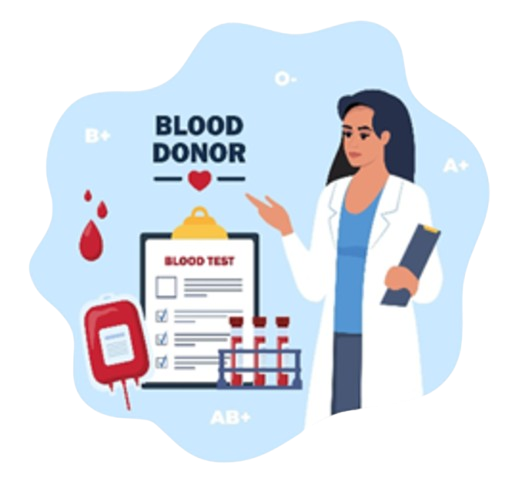 O-
B+
BLOOD
DONOR
A+
BLOOD TEST
AB+